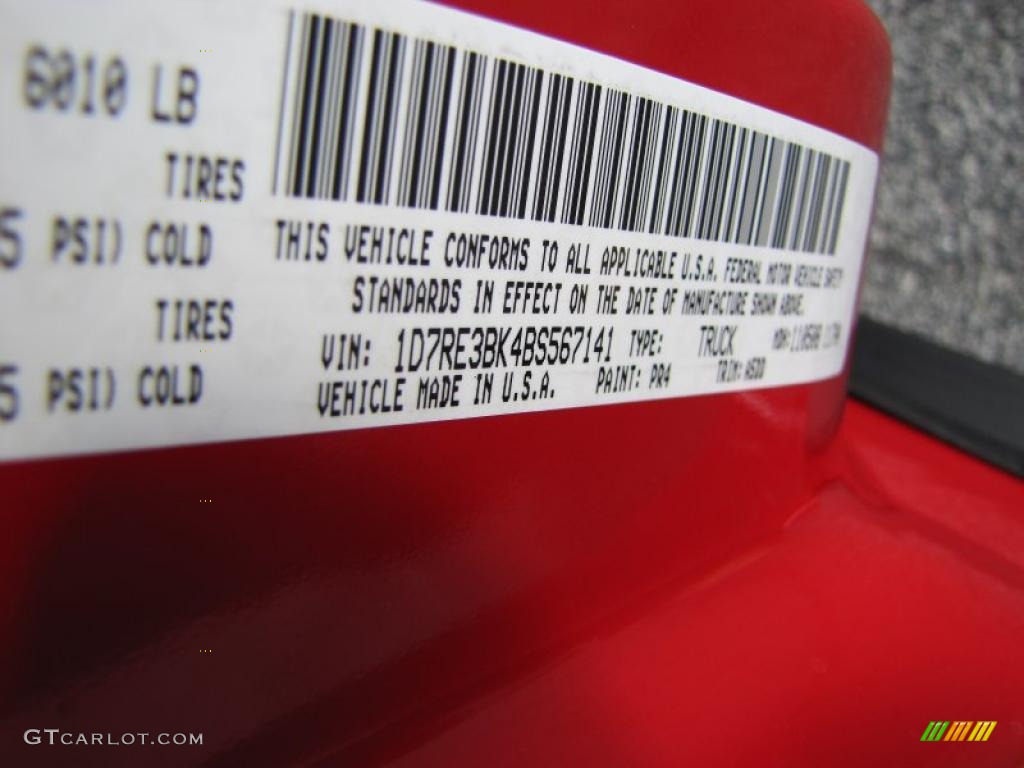 6010 LB
TIRES
5 PSI) COLD
TIRES
5 PSI) COLD
THIS VEHICLE CONFORMS TO ALL APPLICABLE U.S.A. FEDERAL MOTOR VEHICLE SAFETY
STANDARDS IN EFFECT ON THE DATE OF MANUFACTURE SHOWN ABOVE.
VIN: 1D7RE3BK4BS567141 TYPE: TRUCK MDH:
VEHICLE MADE IN U.S.A. PAINT: PR4 TRIM:
GTCARLOT.COM